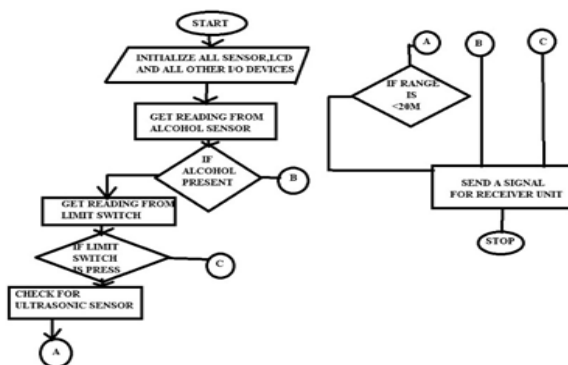 START
INITIALIZE ALL SENSOR,LCD
AND ALL OTHER I/O DEVICES
GET READING FROM
ALCOHOL SENSOR
IF
ALCOHOL
PRESENT
B
GET READING FROM
LIMIT SWITCH
IF LIMIT
SWITCH
IS PRESS
C
CHECK FOR
ULTRASONIC SENSOR
A
A
B
C
IF RANGE
IS
<20M
SEND A SIGNAL
FOR RECEIVER UNIT
STOP